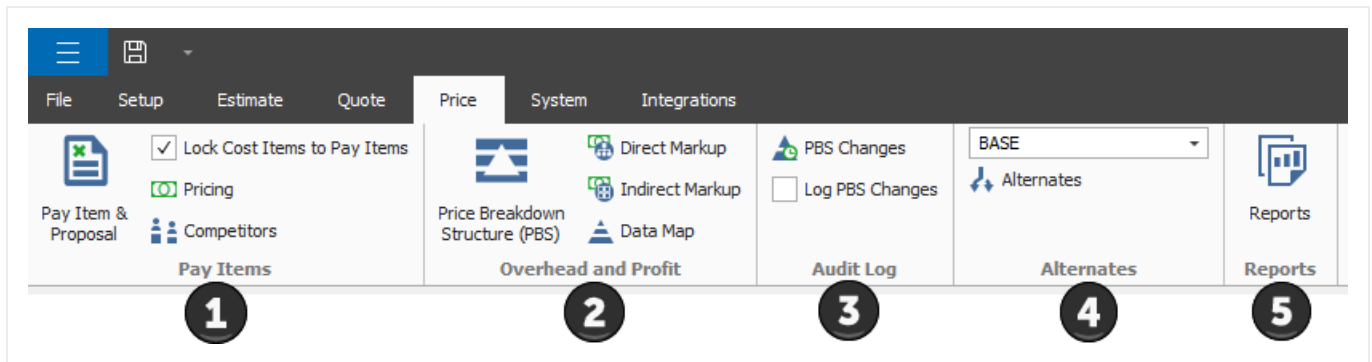 File Setup Estimate Quote Price System Integrations
Pay Item &
Proposal
Lock Cost Items to Pay Items
Pricing
Competitors
Pay Items
Price Breakdown
Structure (PBS)
Direct Markup
Indirect Markup
Data Map
Overhead and Profit
PBS Changes
Log PBS Changes
Audit Log
BASE
Alternates
Alternates
Reports
Reports
1 2 3 4 5